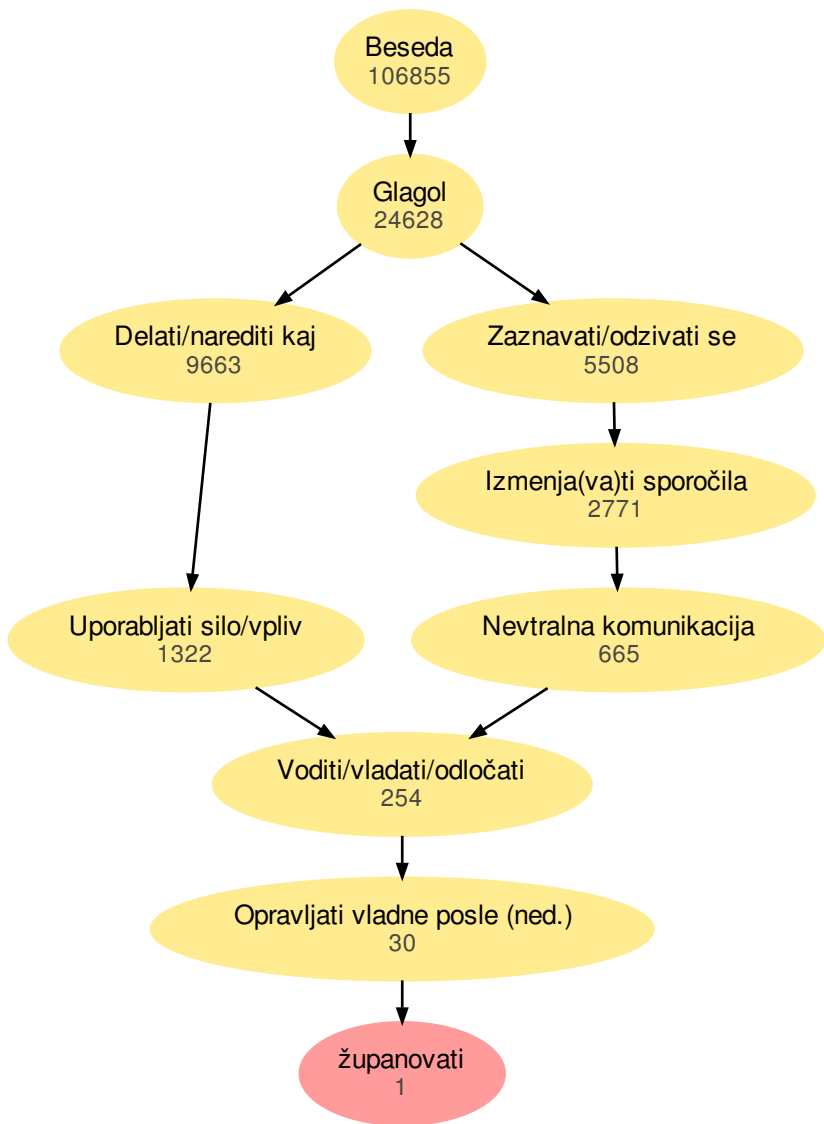 Beseda
106855
Glagol
24628
Delati/narediti kaj
9663
Zaznavati/odzivati se
5508
Izmenja(va)ti sporočila
2771
Uporabljati silo/vpliv
1322
Nevtralna komunikacija
665
Voditi/vladati/odločati
254
Opravljati vladne posle (ned.)
30
županovati
1